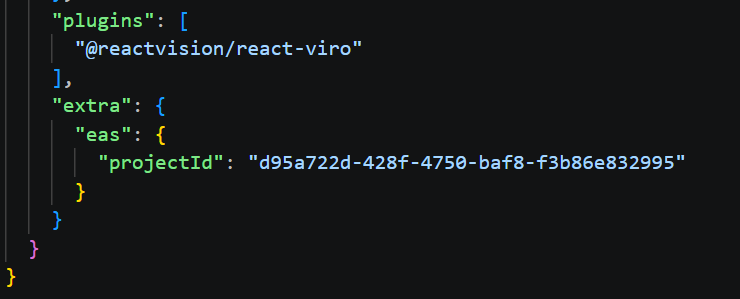 },
"plugins": [
"@reactvision/react-viro"
],
"extra": {
"eas": {
"projectId": "d95a722d-428f-4750-baf8-f3b86e832995"
}
}
}
}